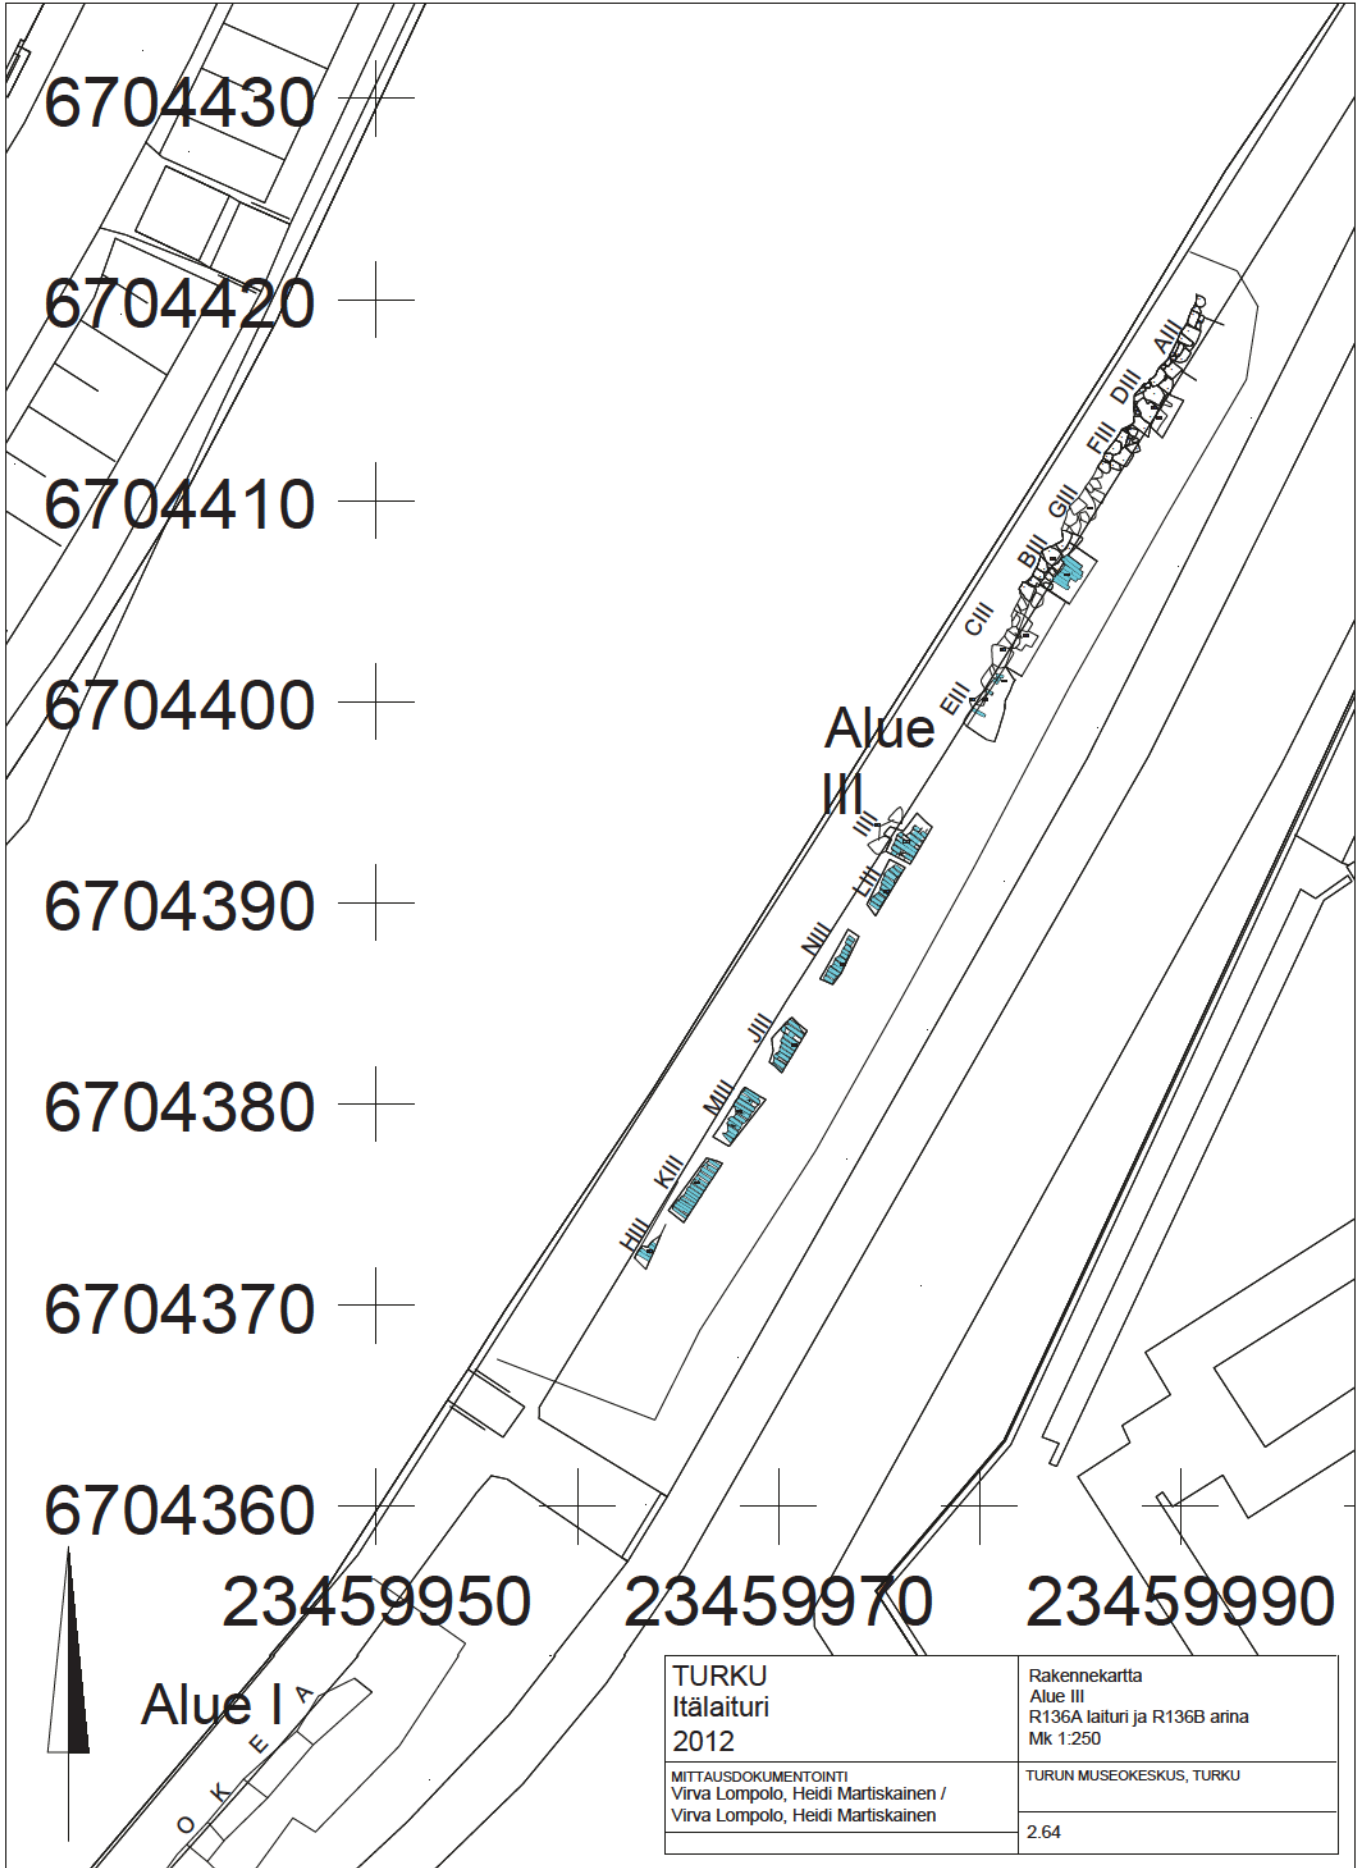 6704430
6704420
AIII
DIII
FIII
6704410
GIII
BIII
CIII
6704400
EIII
Alue
III
IIII
LIII
6704390
NIII
JIII
6704380
MIII
KIII
HIII
6704370
6704360
23459950 23459970 23459990
Alue I
A
E
K
O
TURKU
Itälaituri
2012
Rakennekartta
Alue III
R136A laituri ja R136B arina
Mk 1:250
MITTAUSDOKUMENTOINTI
Virva Lompolo, Heidi Martiskainen /
Virva Lompolo, Heidi Martiskainen
TURUN MUSEOKESKUS, TURKU
2.64